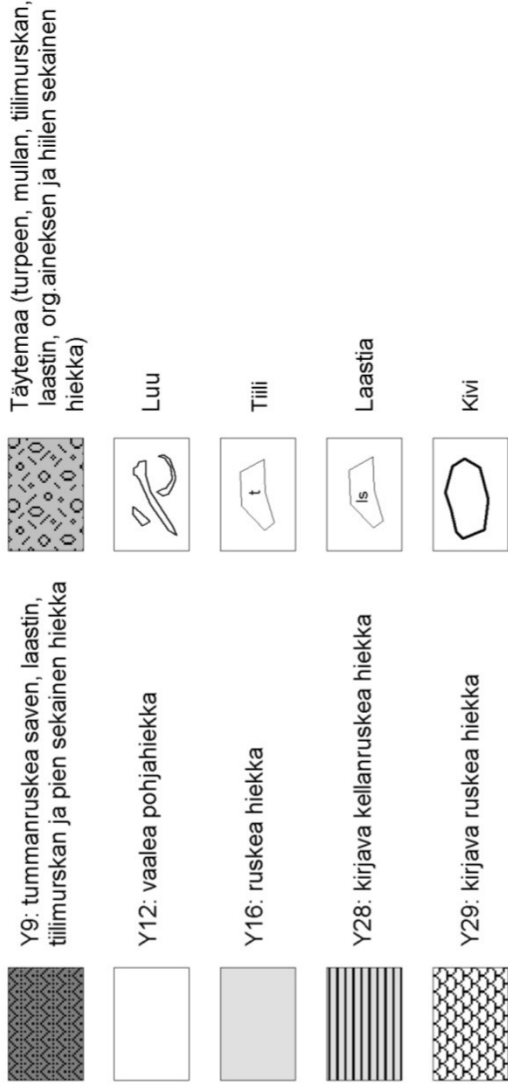 Y9: tummanruskea saven, laastin,
tiilimurskan ja pien sekainen hiekka
Y12: vaalea pohjahiekka
Y16: ruskea hiekka
Y28: kirjava kellanruskea hiekka
Y29: kirjava ruskea hiekka
Täytemaa (turpeen, mullan, tiilimurskan,
laastin, org.aineksen ja hiilen sekainen
hiekka)
Luu
t
Tiili
ls
Laastia
Kivi